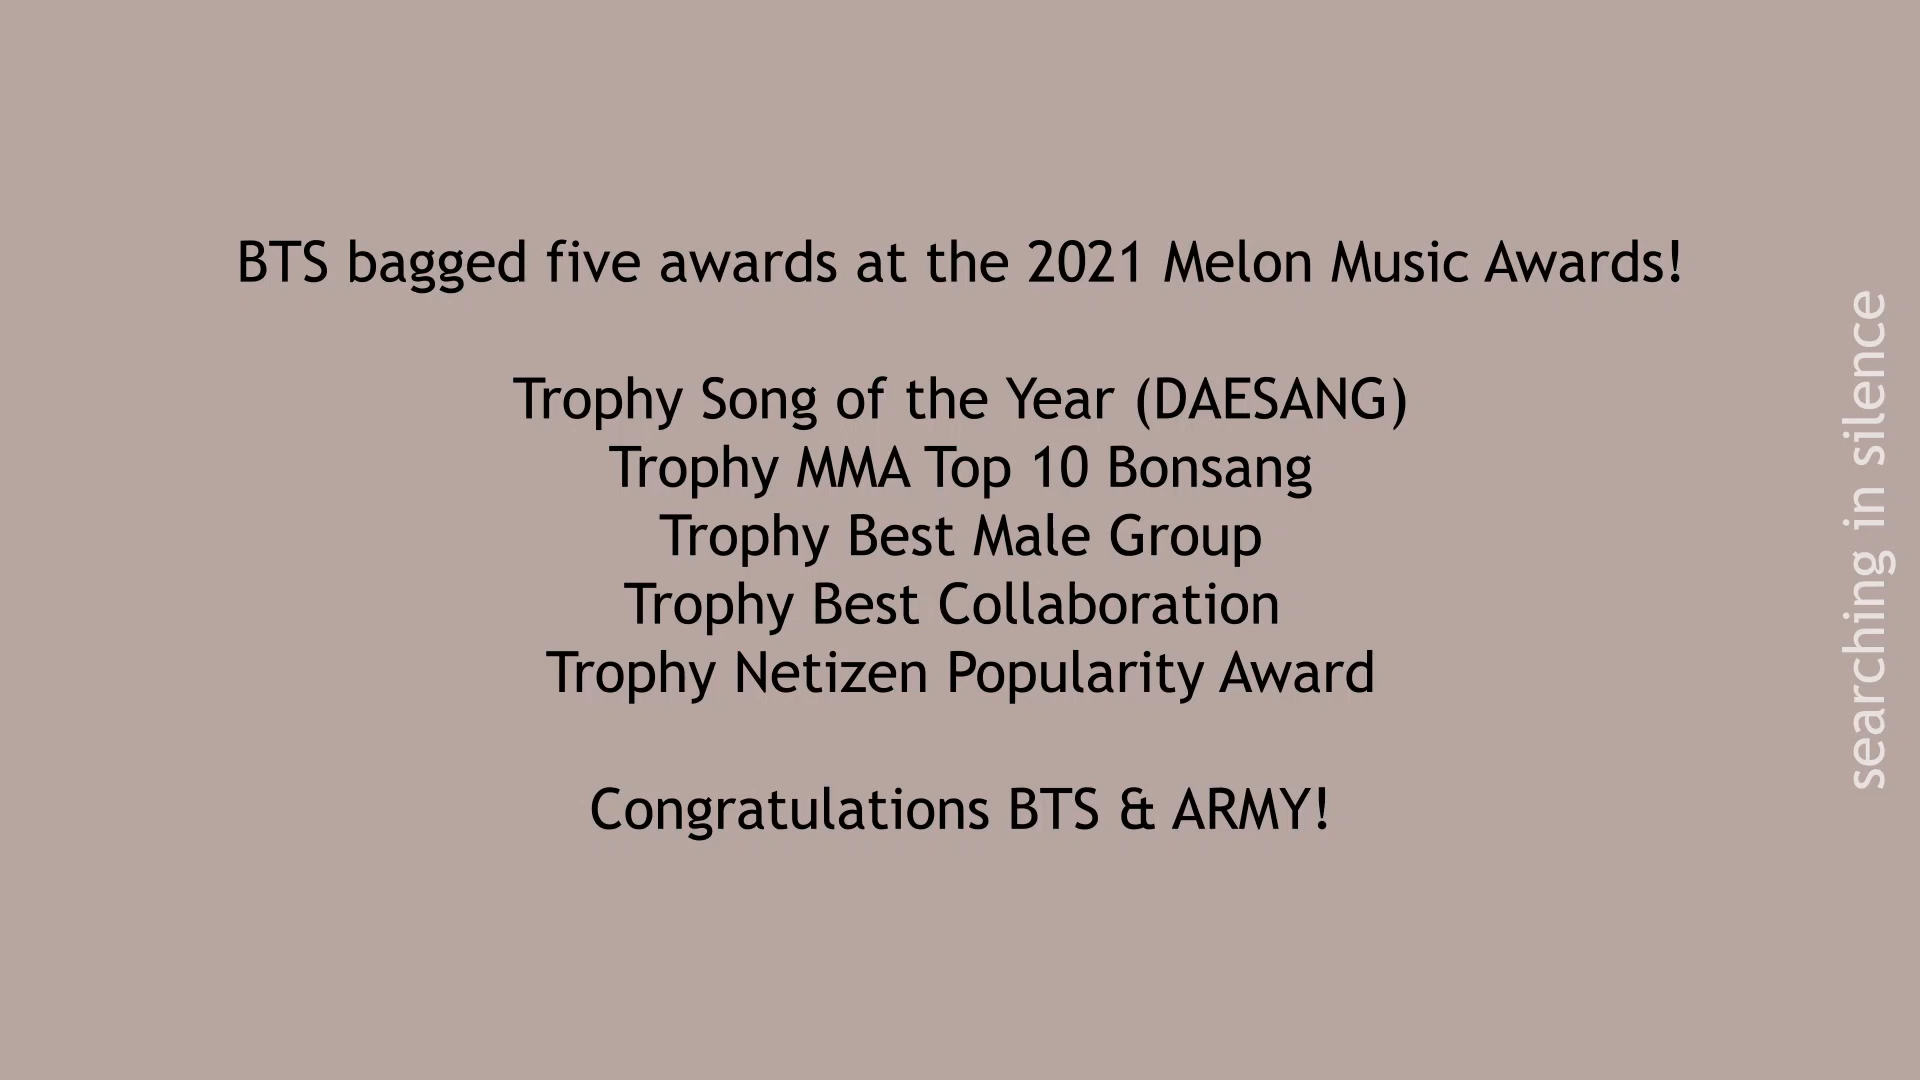 BTS bagged five awards at the 2021 Melon Music Awards!
Trophy Song of the Year (DAESANG)
Trophy MMA Top 10 Bonsang
Trophy Best Male Group
Trophy Best Collaboration
Trophy Netizen Popularity Award
Congratulations BTS & ARMY!
searching in silence